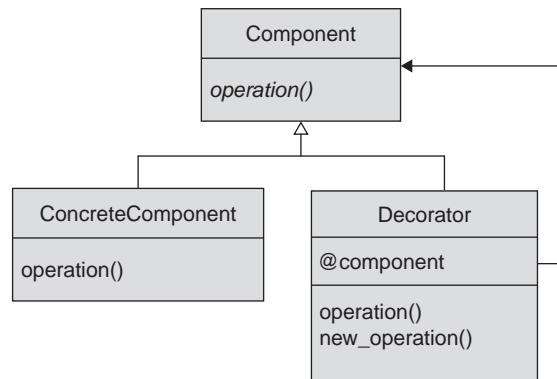 Component
operation()
ConcreteComponent
operation()
Decorator
@component
operation()
new_operation()